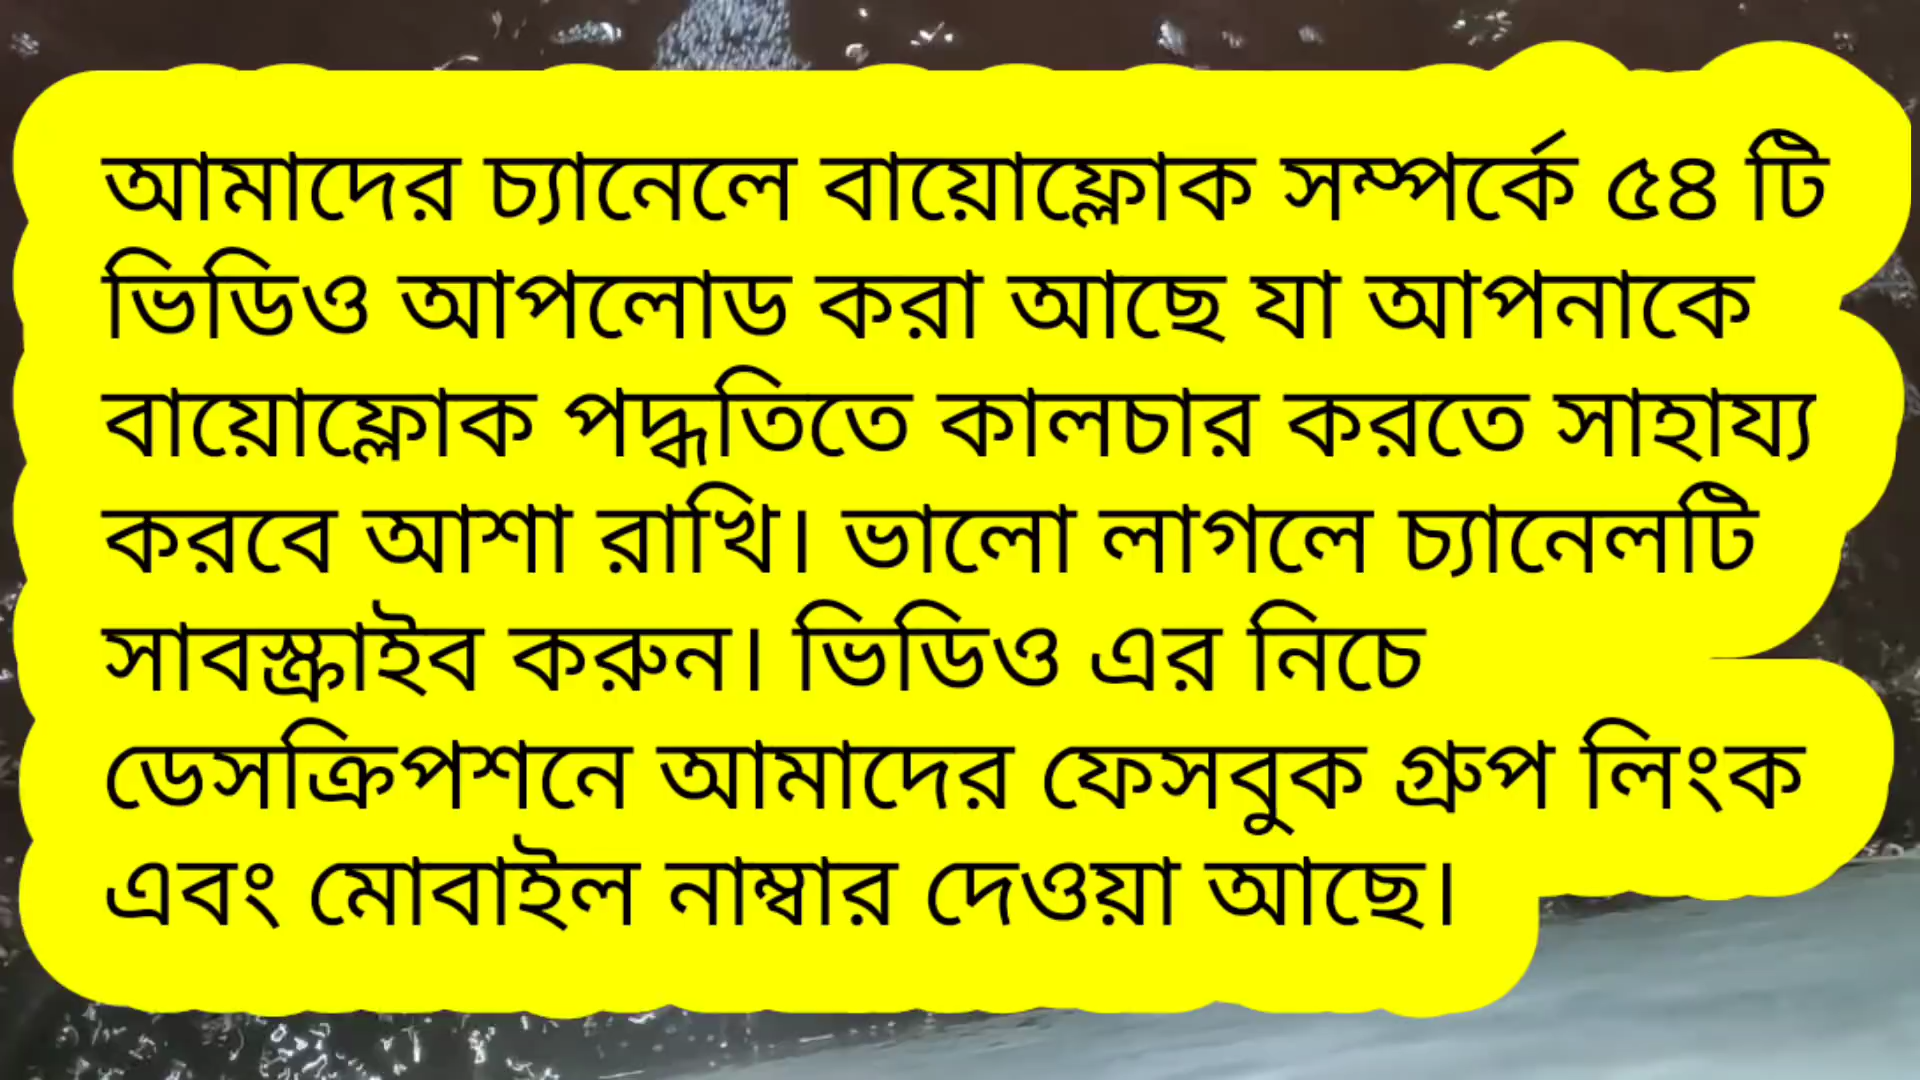 আমাদের চ্যানেলে বায়োফ্লোক সম্পর্কে ৫৪ টি
ভিডিও আপলোড করা আছে যা আপনাকে
বায়োফ্লোক পদ্ধতিতে কালচার করতে সাহায্য
করবে আশা রাখি। ভালো লাগলে চ্যানেলটি
সাবস্ক্রাইব করুন। ভিডিও এর নিচে
ডেসক্রিপশনে আমাদের ফেসবুক গ্রুপ লিংক
এবং মোবাইল নাম্বার দেওয়া আছে।